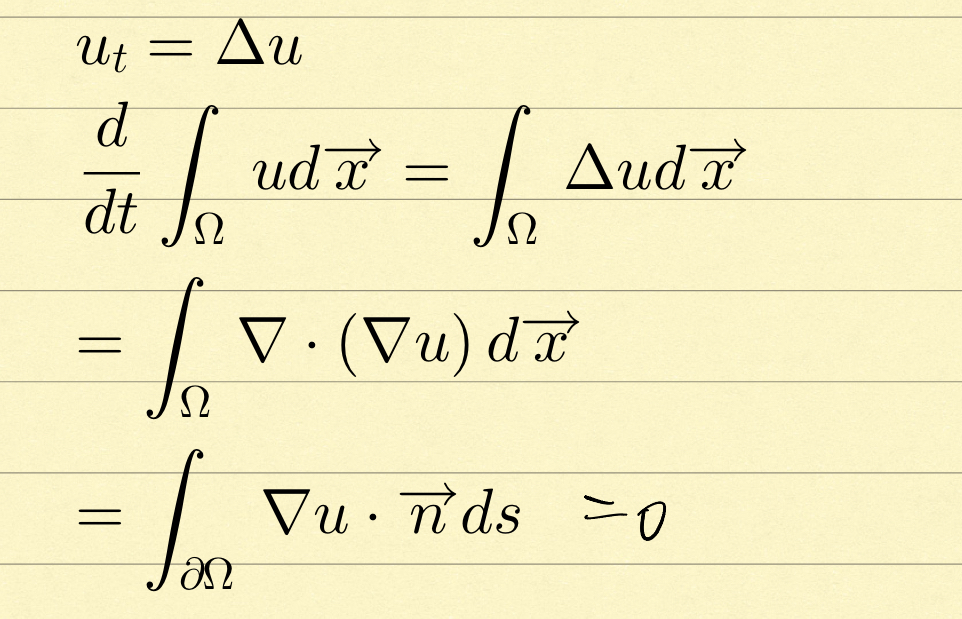 $u_t = \Delta u$
$\frac{d}{dt} \int_{\Omega} u d\overrightarrow{x} = \int_{\Omega} \Delta u d\overrightarrow{x}$
$= \int_{\Omega} \nabla \cdot (\nabla u) \, d\overrightarrow{x}$
$= \int_{\partial\Omega} \nabla u \cdot \overrightarrow{n} ds \quad = 0$